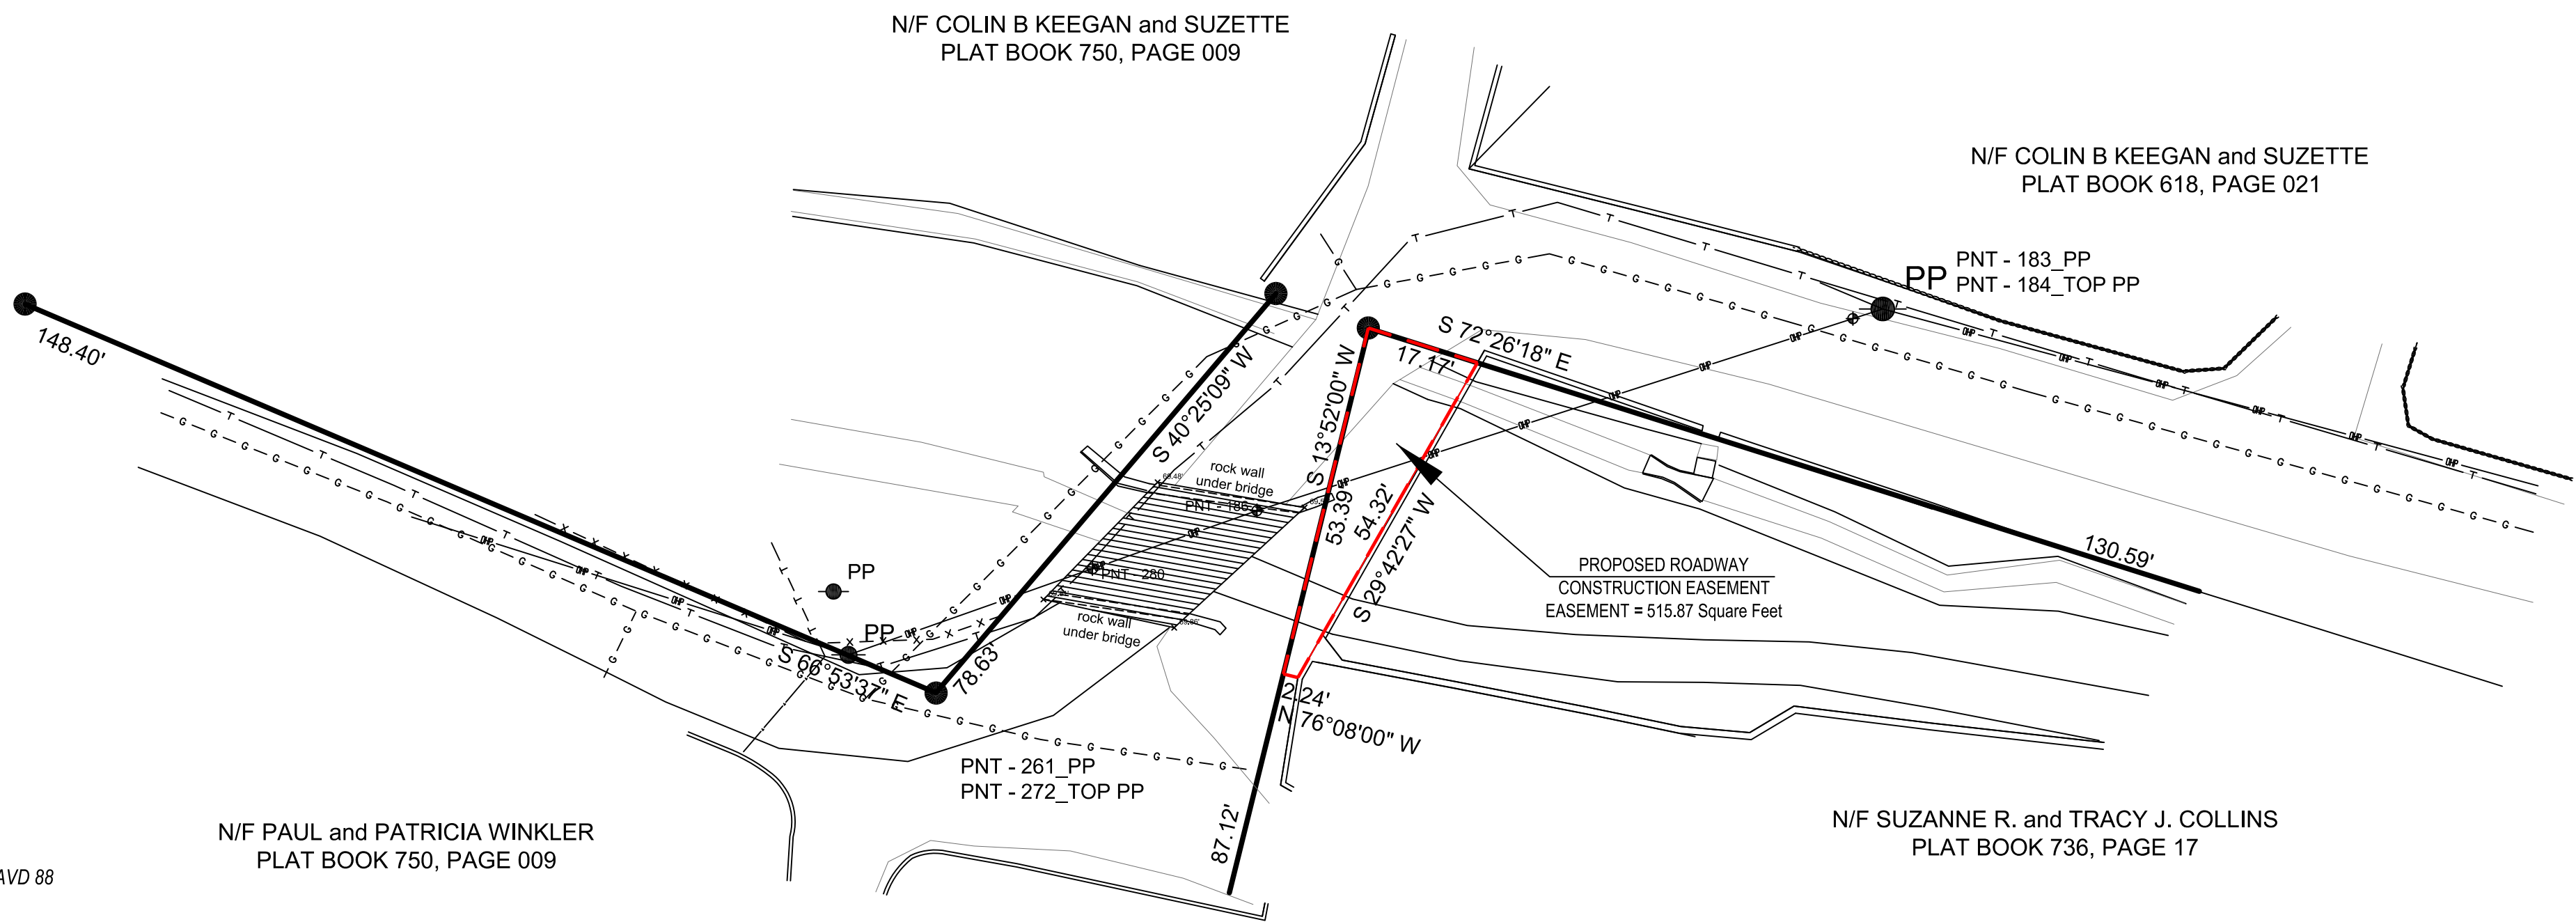 N/F COLIN B KEEGAN and SUZETTE
PLAT BOOK 750, PAGE 009
N/F COLIN B KEEGAN and SUZETTE
PLAT BOOK 618, PAGE 021
PP
PNT - 183_PP
PNT - 184_TOP PP
148.40'
S 40°25'09" W
78.63'
S 72°26'18" E
17.17'
S 13°52'00" W
53.39'
54.32'
S 29°42'27" W
130.59'
rock wall
under bridge
69.48'
PNT - 186
PNT - 280
rock wall
under bridge
PROPOSED ROADWAY
CONSTRUCTION EASEMENT
EASEMENT = 515.87 Square Feet
PP
PP
S 66°53'37" E
2.24'
N 76°08'00" W
87.12'
PNT - 261_PP
PNT - 272_TOP PP
N/F PAUL and PATRICIA WINKLER
PLAT BOOK 750, PAGE 009
N/F SUZANNE R. and TRACY J. COLLINS
PLAT BOOK 736, PAGE 17
AVD 88